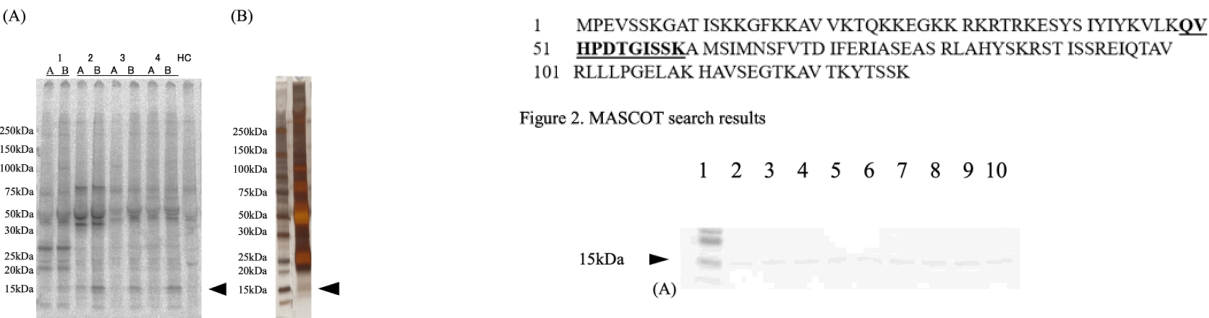 (A)
1 2 3 4 HC
A B A B A B A B
250kDa
150kDa
100kDa
75kDa
50kDa
30kDa
25kDa
20kDa
15kDa
(B)
250kDa
150kDa
100kDa
75kDa
50kDa
30kDa
25kDa
20kDa
15kDa
1 MPEVSSKGAT ISKKGFKKAV VKTQKKEGKK RKRTRKESYS IYIYKVLKQV
51 HPDTGISSKA MSIMNSFVTD IFERIASEAS RLAHYSKRST ISSREIQTAV
101 RLLLPGELAK HAVSEGTKAV TKYTSSK
Figure 2. MASCOT search results
1 2 3 4 5 6 7 8 9 10
15kDa
(A)